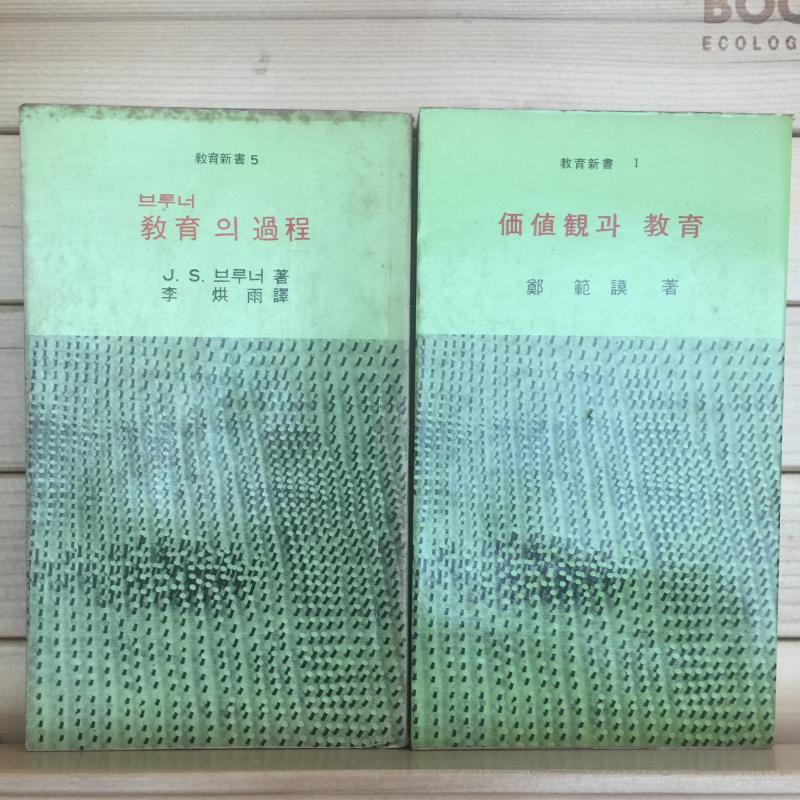 BOO
ECOLOG
教育新書 5
브루너
敎育의 過程
J. S. 브루너 著
李 烘雨 譯
教育新書 I
価値観과 教育
鄭 範謨 著